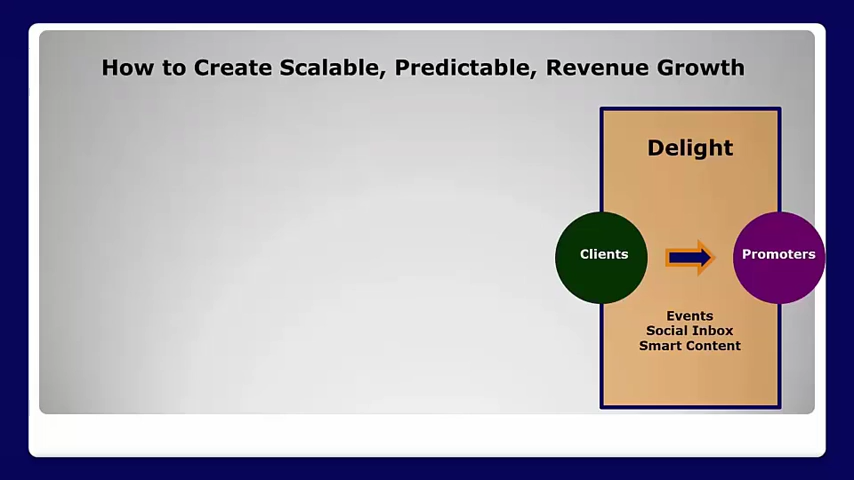 How to Create Scalable, Predictable, Revenue Growth
Delight
Clients
Promoters
Events
Social Inbox
Smart Content